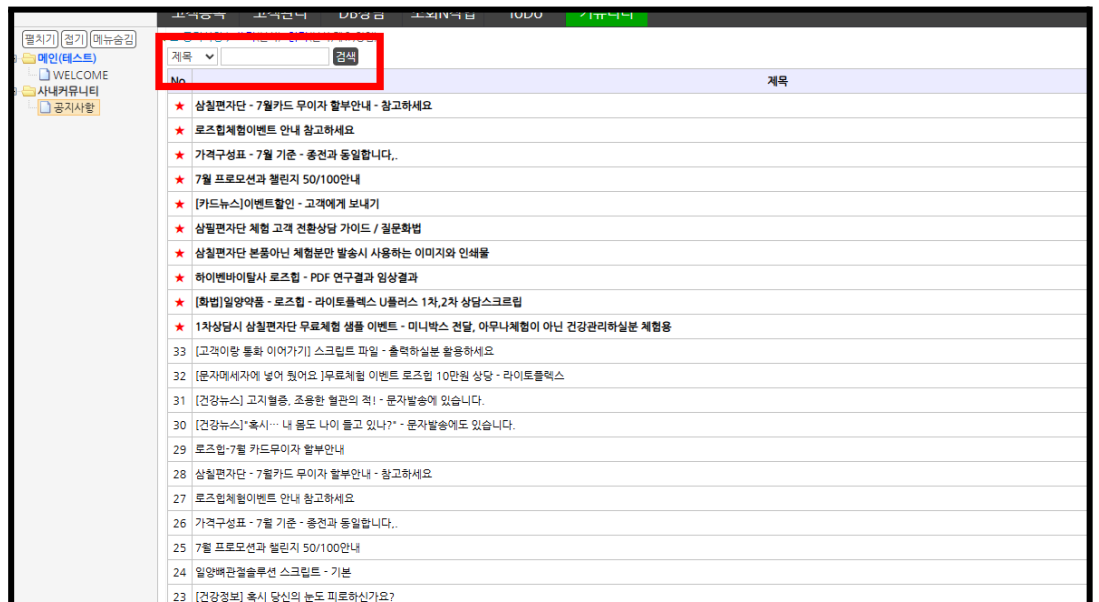 고객등록 고객관리 DB상담 조회N작업 ToDo 커뮤니티
펼치기 접기 메뉴숨김
메인(테스트)
WELCOME
사내커뮤니티
공지사항
제목 검색
No 제목
★ 삼칠편자단 - 7월카드 무이자 할부안내 - 참고하세요
★ 로즈힙체험이벤트 안내 참고하세요
★ 가격구성표 - 7월 기준 - 종전과 동일합니다,.
★ 7월 프로모션과 챌린지 50/100안내
★ [카드뉴스]이벤트할인 - 고객에게 보내기
★ 삼필편자단 체험 고객 전환상담 가이드 / 질문화법
★ 삼칠편자단 본품아닌 체험분만 발송시 사용하는 이미지와 인쇄물
★ 하이벤바이탈사 로즈힙 - PDF 연구결과 임상결과
★ [화법]일양약품 - 로즈힙 - 라이토플렉스 U플러스 1차,2차 상담스크르립
★ 1차상담시 삼칠편자단 무료체험 샘플 이벤트 - 미니박스 전달, 아무나체험이 아닌 건강관리하실분 체험용
33 [고객이랑 통화 이어가기] 스크립트 파일 - 출력하실분 활용하세요
32 [문자메세자에 넣어 뒀어요 ]무료체험 이벤트 로즈힙 10만원 상당 - 라이토플렉스
31 [건강뉴스] 고지혈증, 조용한 혈관의 적! - 문자발송에 있습니다.
30 [건강뉴스]"혹시… 내 몸도 나이 들고 있나?" - 문자발송에도 있습니다.
29 로즈힙-7월 카드무이자 할부안내
28 삼칠편자단 - 7월카드 무이자 할부안내 - 참고하세요
27 로즈힙체험이벤트 안내 참고하세요
26 가격구성표 - 7월 기준 - 종전과 동일합니다,.
25 7월 프로모션과 챌린지 50/100안내
24 일양뼈관절솔루션 스크립트 - 기본
23 [건강정보] 혹시 당신의 눈도 피로하신가요?